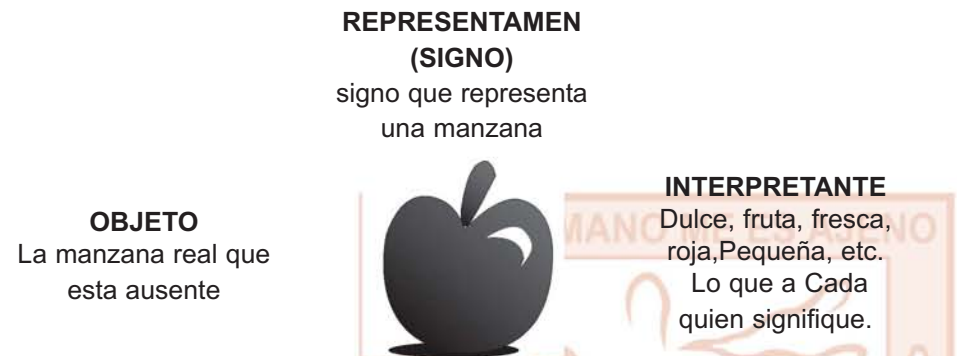 REPRESENTAMEN
(SIGNO)
signo que representa
una manzana
OBJETO
La manzana real que
esta ausente
INTERPRETANTE
Dulce, fruta, fresca,
roja,Pequeña, etc.
Lo que a Cada
quien signifique.